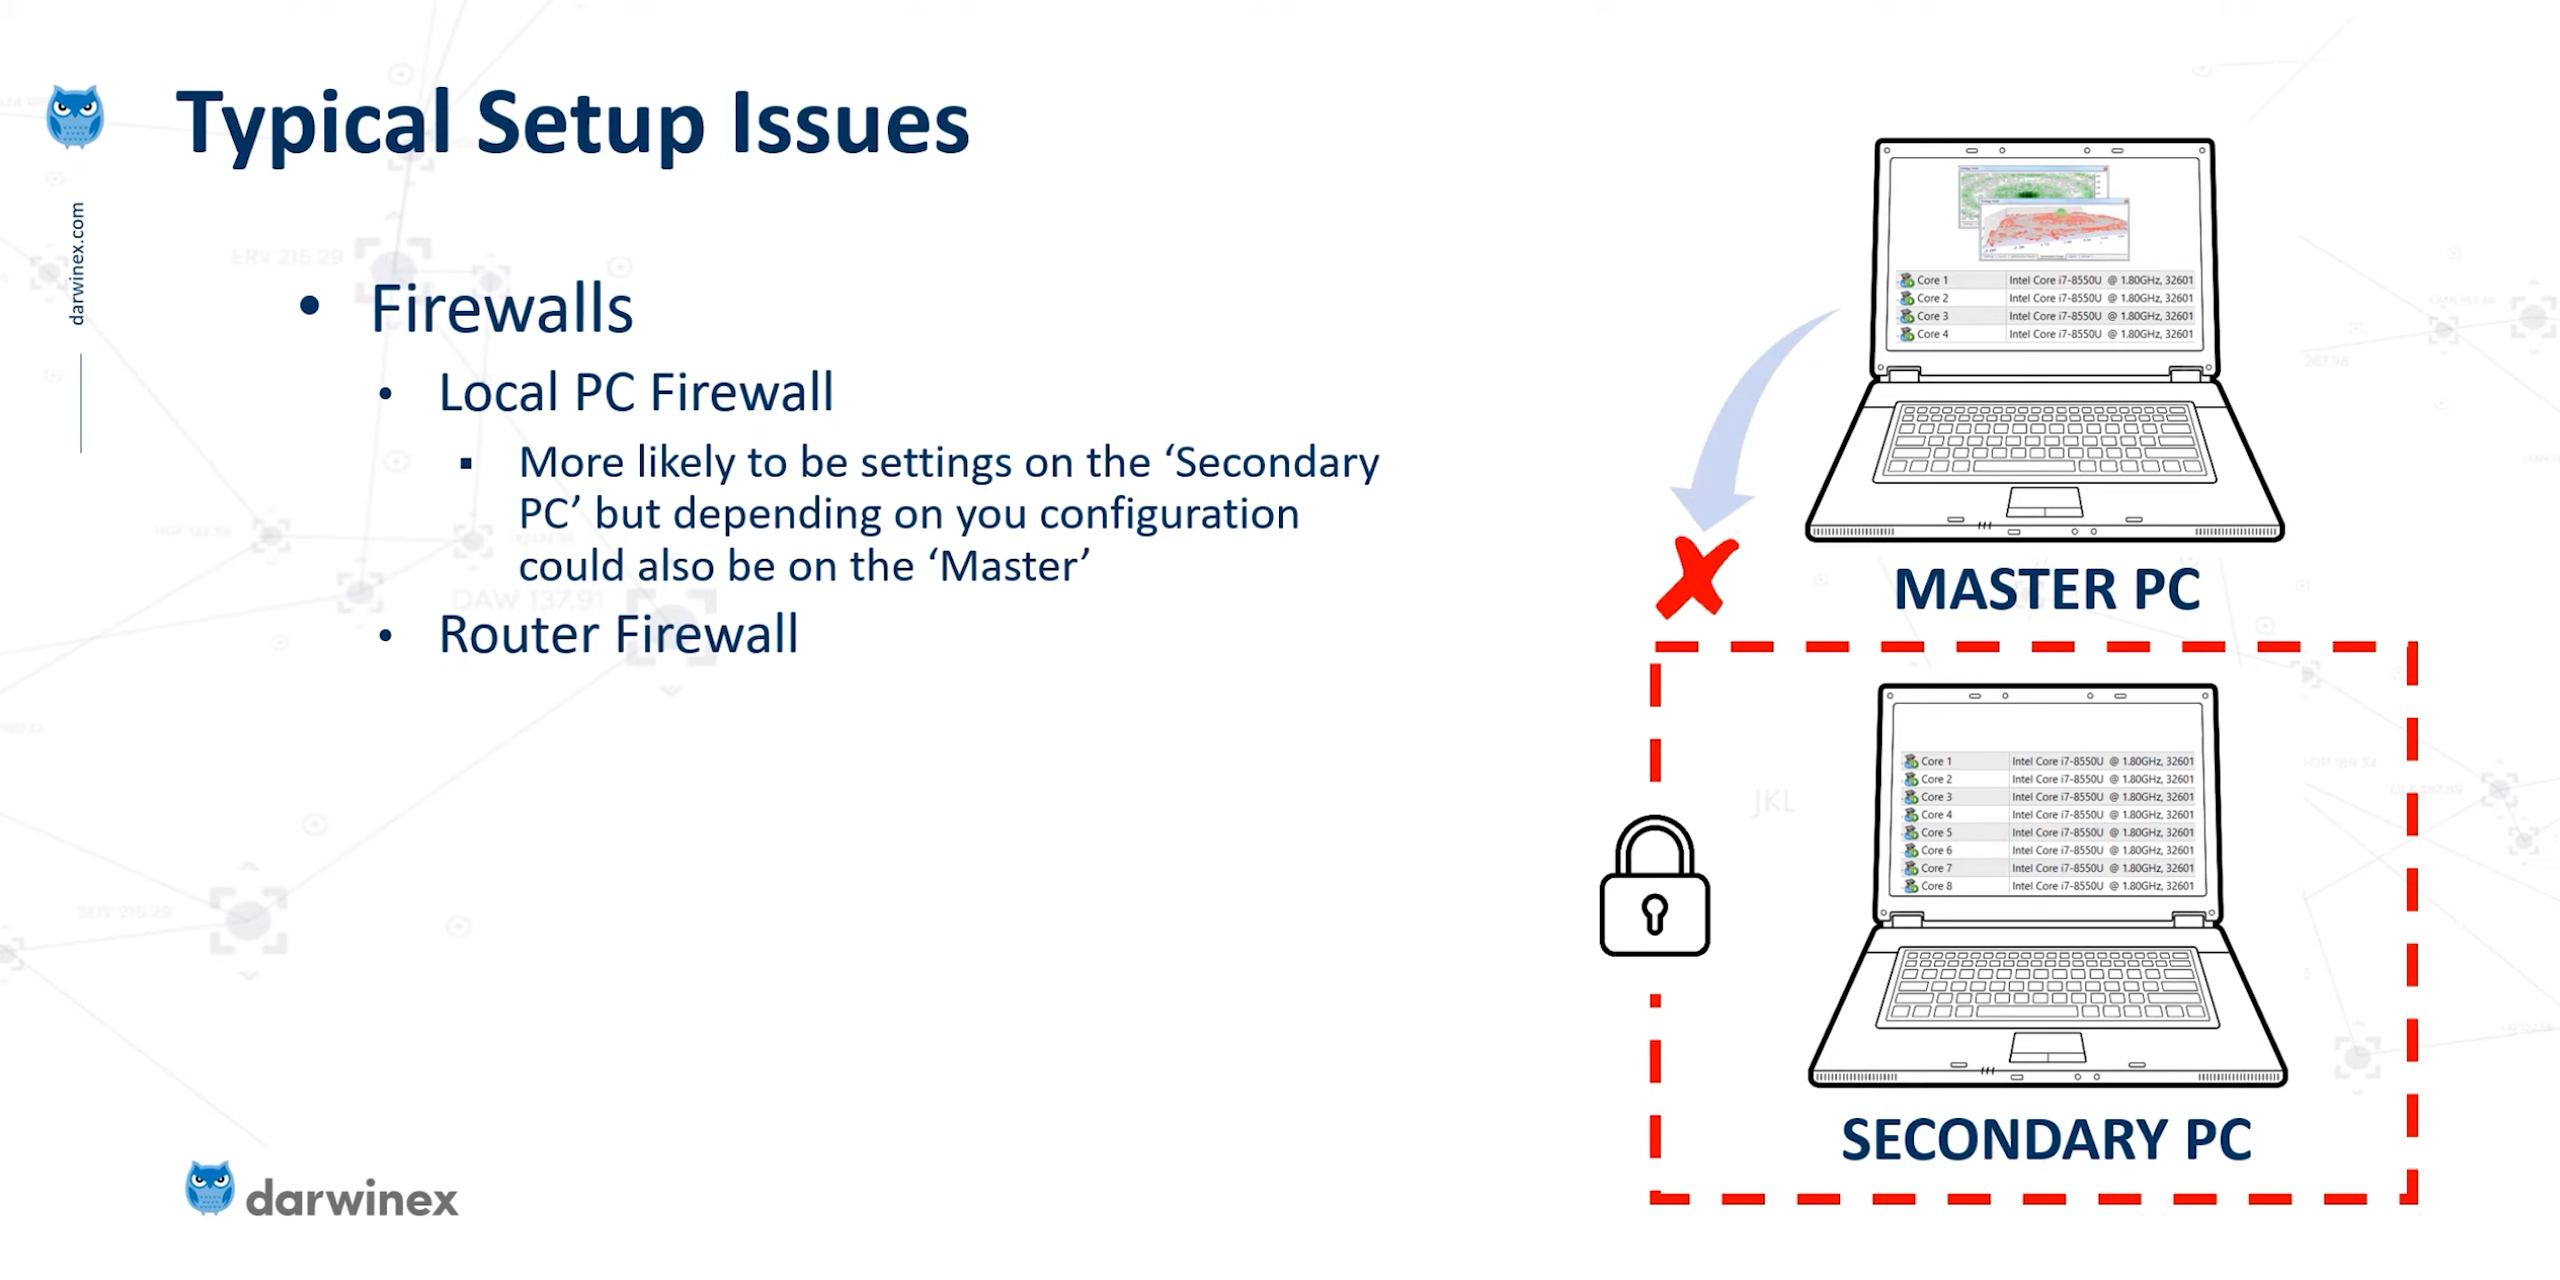 Typical Setup Issues
darwinex.com
• Firewalls
• Local PC Firewall
▪ More likely to be settings on the ‘Secondary
PC’ but depending on you configuration
could also be on the ‘Master’
• Router Firewall
Core 1 Intel Core i7-8550U @ 1.80GHz, 32601
Core 2 Intel Core i7-8550U @ 1.80GHz, 32601
Core 3 Intel Core i7-8550U @ 1.80GHz, 32601
Core 4 Intel Core i7-8550U @ 1.80GHz, 32601
MASTER PC
Core 1 Intel Core i7-8550U @ 1.80GHz, 32601
Core 2 Intel Core i7-8550U @ 1.80GHz, 32601
Core 3 Intel Core i7-8550U @ 1.80GHz, 32601
Core 4 Intel Core i7-8550U @ 1.80GHz, 32601
Core 5 Intel Core i7-8550U @ 1.80GHz, 32601
Core 6 Intel Core i7-8550U @ 1.80GHz, 32601
Core 7 Intel Core i7-8550U @ 1.80GHz, 32601
Core 8 Intel Core i7-8550U @ 1.80GHz, 32601
SECONDARY PC
ERV 215.29
DAW 137.91
JKL
darwinex